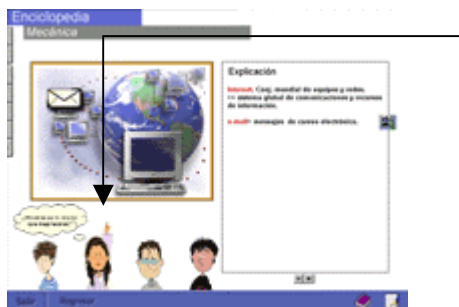 Enciclopedia
Mecánica
Explicación
Internet. Conj. mundial de equipos y redes.
=> sistema global de comunicaciones y recursos
de información.
e-mail= mensajes de correo electrónico.
Salir
Regresar